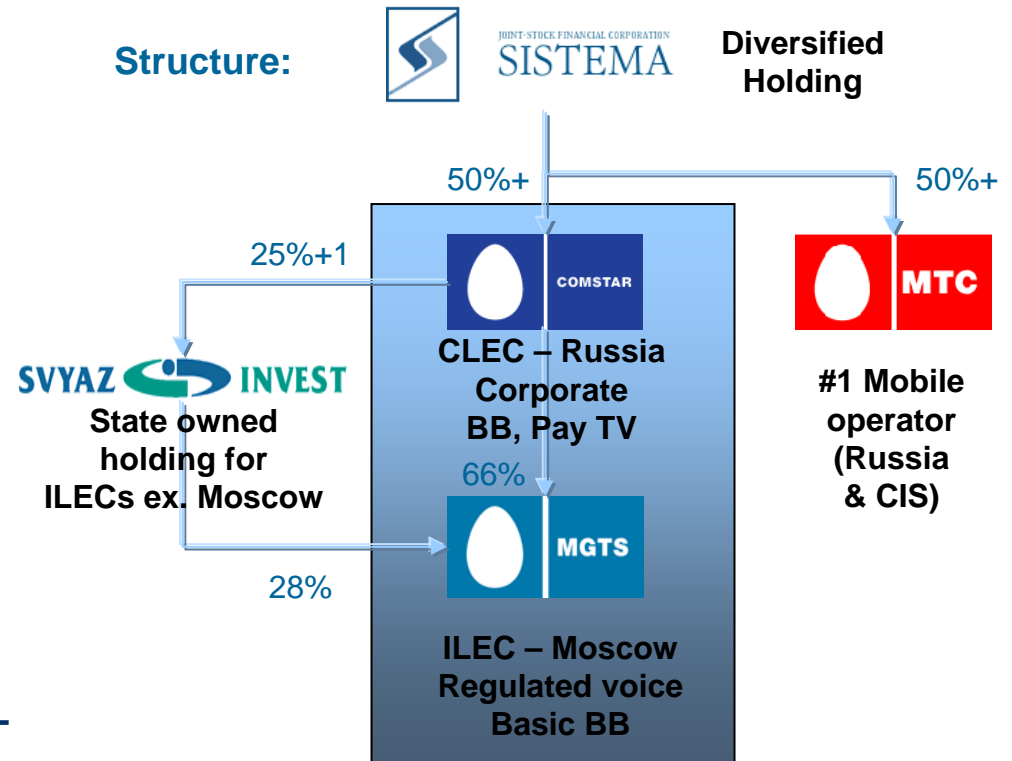 Structure:
JOINT-STOCK FINANCIAL CORPORATION
SISTEMA
Diversified
Holding
50%+
50%+
25%+1
COMSTAR
MTC
CLEC – Russia
Corporate
BB, Pay TV
#1 Mobile
operator
(Russia
& CIS)
SVYAZ INVEST
State owned
holding for
ILECs ex. Moscow
66%
MGTS
28%
ILEC – Moscow
Regulated voice
Basic BB